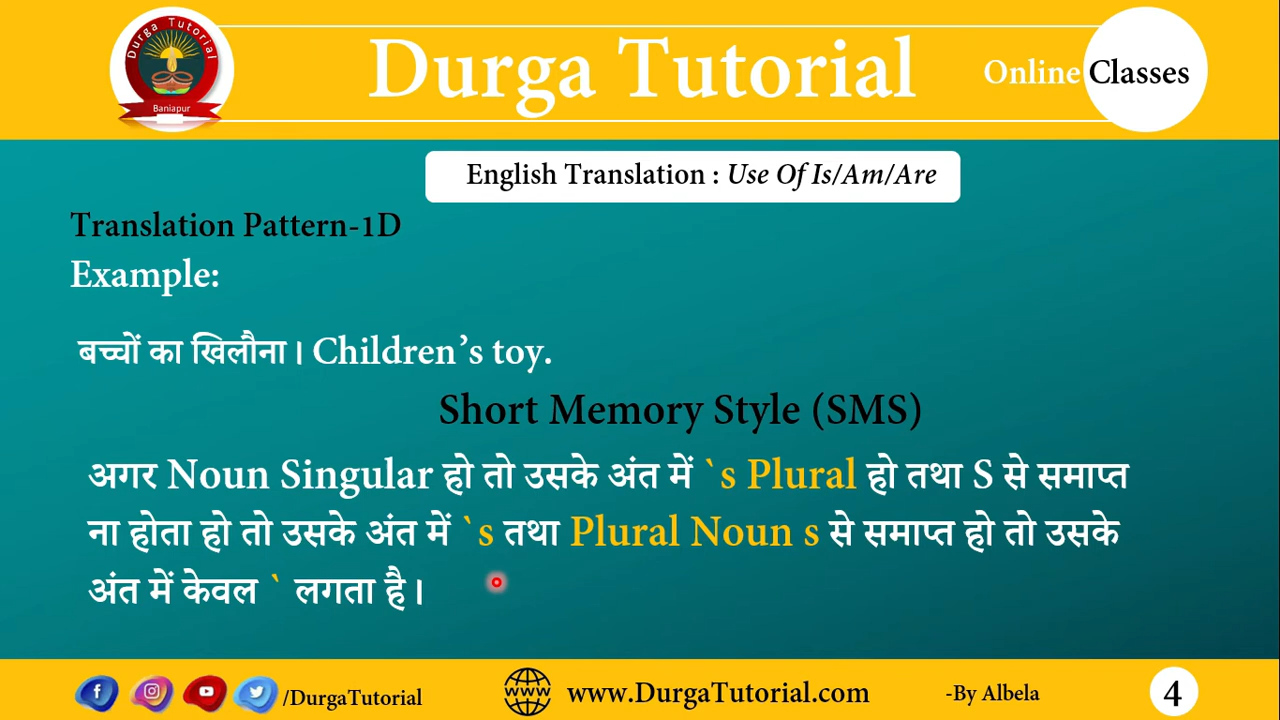 Durga Tutorial
Baniapur
Durga Tutorial
Online Classes
English Translation : Use Of Is/Am/Are
Translation Pattern-1D
Example:
बच्चों का खिलौना। Children’s toy.
Short Memory Style (SMS)
अगर Noun Singular हो तो उसके अंत में `s Plural हो तथा S से समाप्त
ना होता हो तो उसके अंत में `s तथा Plural Noun s से समाप्त हो तो उसके
अंत में केवल ` लगता है।
/DurgaTutorial
www
www.DurgaTutorial.com
-By Albela
4